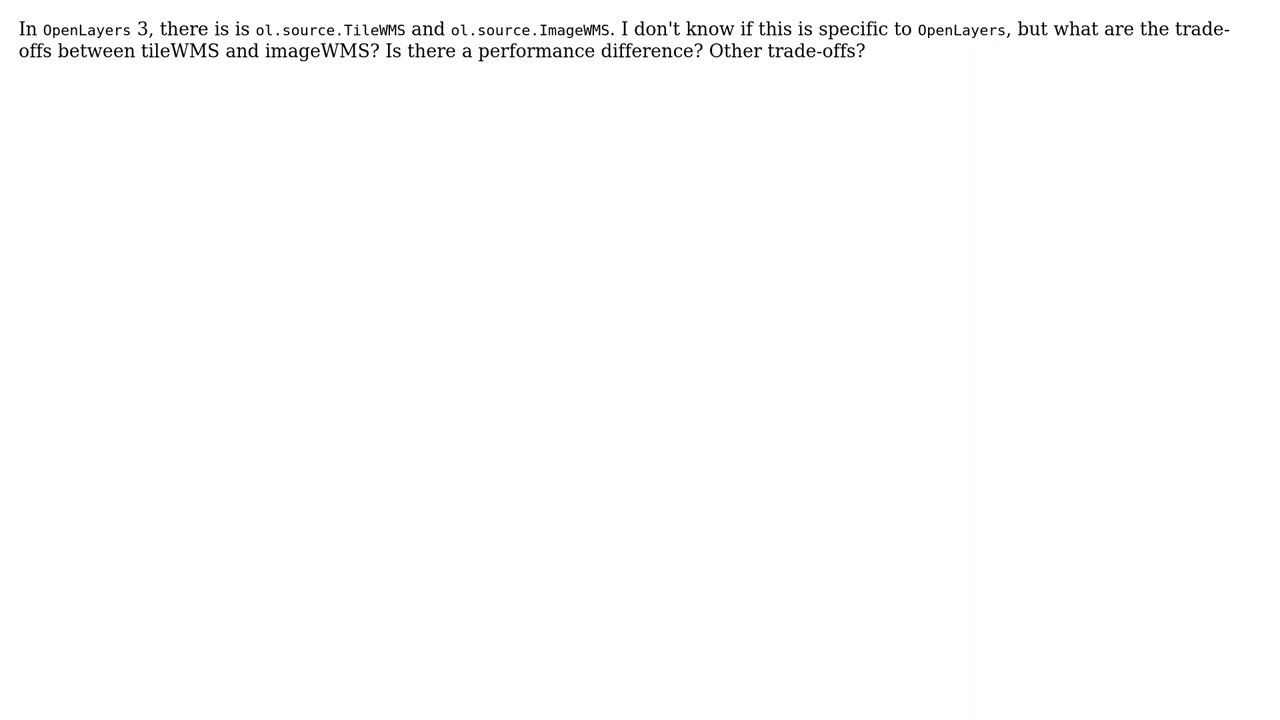 In OpenLayers 3, there is is ol.source.TileWMS and ol.source.ImageWMS. I don't know if this is specific to OpenLayers, but what are the trade-
offs between tileWMS and imageWMS? Is there a performance difference? Other trade-offs?